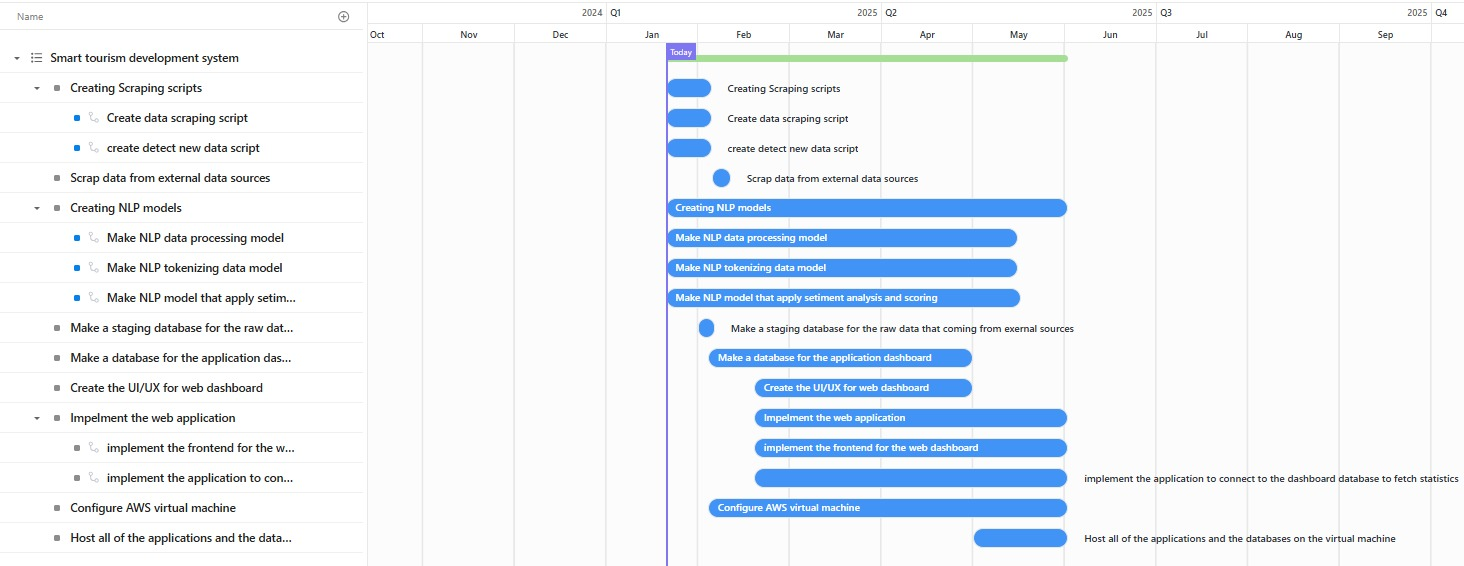 Name
2024 Q1 2025 Q2 2025 Q3 2025 Q4
Oct Nov Dec Jan Feb Mar Apr May Jun Jul Aug Sep
Today
Smart tourism development system
Creating Scraping scripts Creating Scraping scripts
Create data scraping script Create data scraping script
create detect new data script create detect new data script
Scrap data from external data sources Scrap data from external data sources
Creating NLP models Creating NLP models
Make NLP data processing model Make NLP data processing model
Make NLP tokenizing data model Make NLP tokenizing data model
Make NLP model that apply setim... Make NLP model that apply setiment analysis and scoring
Make a staging database for the raw dat... Make a staging database for the raw data that coming from exernal sources
Make a database for the application das... Make a database for the application dashboard
Create the UI/UX for web dashboard Create the UI/UX for web dashboard
Impelment the web application Impelment the web application
implement the frontend for the w... implement the frontend for the web dashboard
implement the application to con... implement the application to connect to the dashboard database to fetch statistics
Configure AWS virtual machine Configure AWS virtual machine
Host all of the applications and the data... Host all of the applications and the databases on the virtual machine